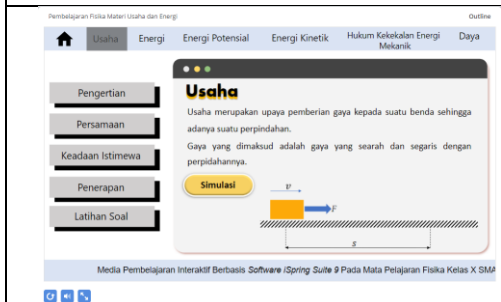 Pembelajaran Fisika Materi Usaha dan Energi
Outline
Usaha
Energi
Energi Potensial
Energi Kinetik
Hukum Kekekalan Energi
Mekanik
Daya
Pengertian
Persamaan
Keadaan Istimewa
Penerapan
Latihan Soal
Usaha
Usaha merupakan upaya pemberian gaya kepada suatu benda sehingga
adanya suatu perpindahan.
Gaya yang dimaksud adalah gaya yang searah dan segaris dengan
perpidahannya.
Simulasi
v
F
s
Media Pembelajaran Interaktif Berbasis Software iSpring Suite 9 Pada Mata Pelajaran Fisika Kelas X SMA